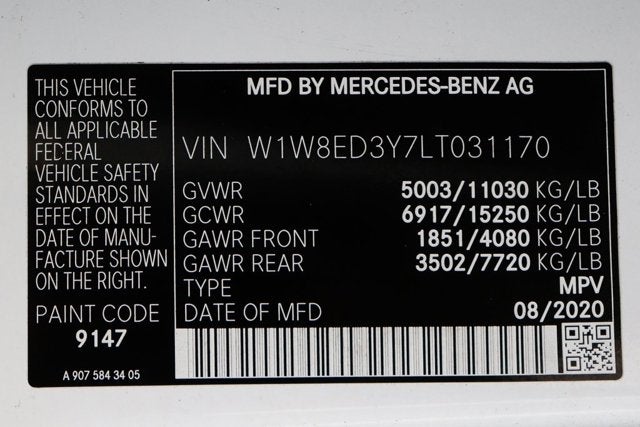 THIS VEHICLE
CONFORMS TO
ALL APPLICABLE
FEDERAL
VEHICLE SAFETY
STANDARDS IN
EFFECT ON THE
DATE OF MANU-
FACTURE SHOWN
ON THE RIGHT.
PAINT CODE
9147
A 907 584 34 05
MFD BY MERCEDES-BENZ AG
VIN W1W8ED3Y7LT031170
GVWR 5003/11030 KG/LB
GCWR 6917/15250 KG/LB
GAWR FRONT 1851/4080 KG/LB
GAWR REAR 3502/7720 KG/LB
TYPE MPV
DATE OF MFD 08/2020